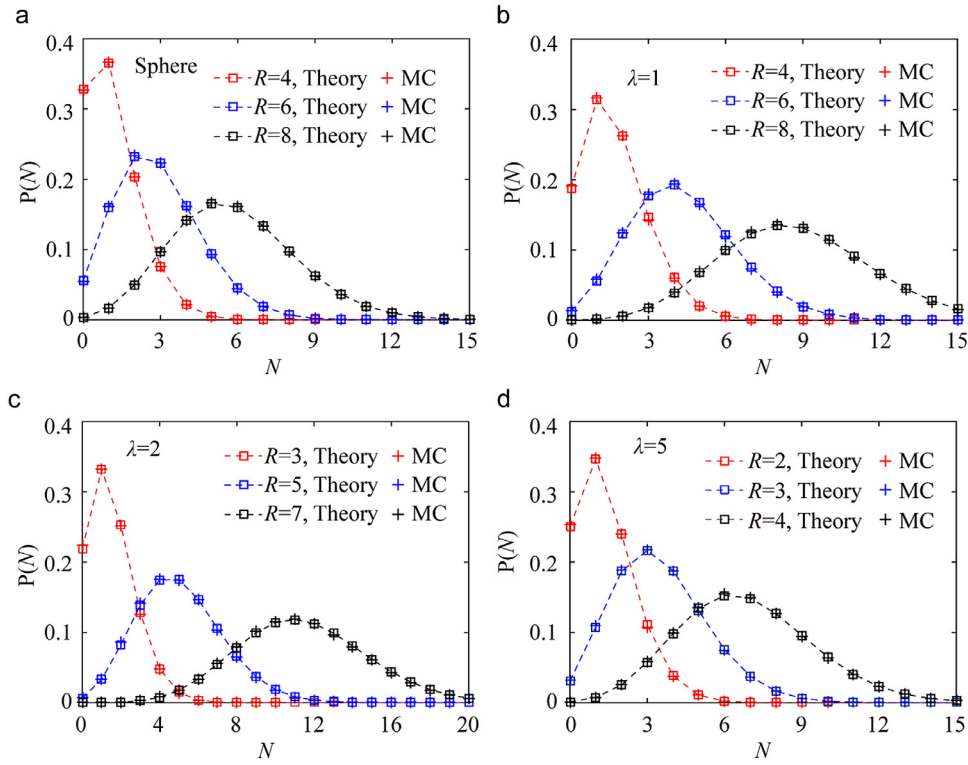 a
0.4
0.3
0.2
0.1
0
P(N)
Sphere
R=4, Theory MC
R=6, Theory MC
R=8, Theory MC
0 3 6 9 12 15
N
b
0.4
0.3
0.2
0.1
0
P(N)
λ=1
R=4, Theory MC
R=6, Theory MC
R=8, Theory MC
0 3 6 9 12 15
N
c
0.4
0.3
0.2
0.1
0
P(N)
λ=2
R=3, Theory MC
R=5, Theory MC
R=7, Theory MC
0 4 8 12 16 20
N
d
0.4
0.3
0.2
0.1
0
P(N)
λ=5
R=2, Theory MC
R=3, Theory MC
R=4, Theory MC
0 3 6 9 12 15
N